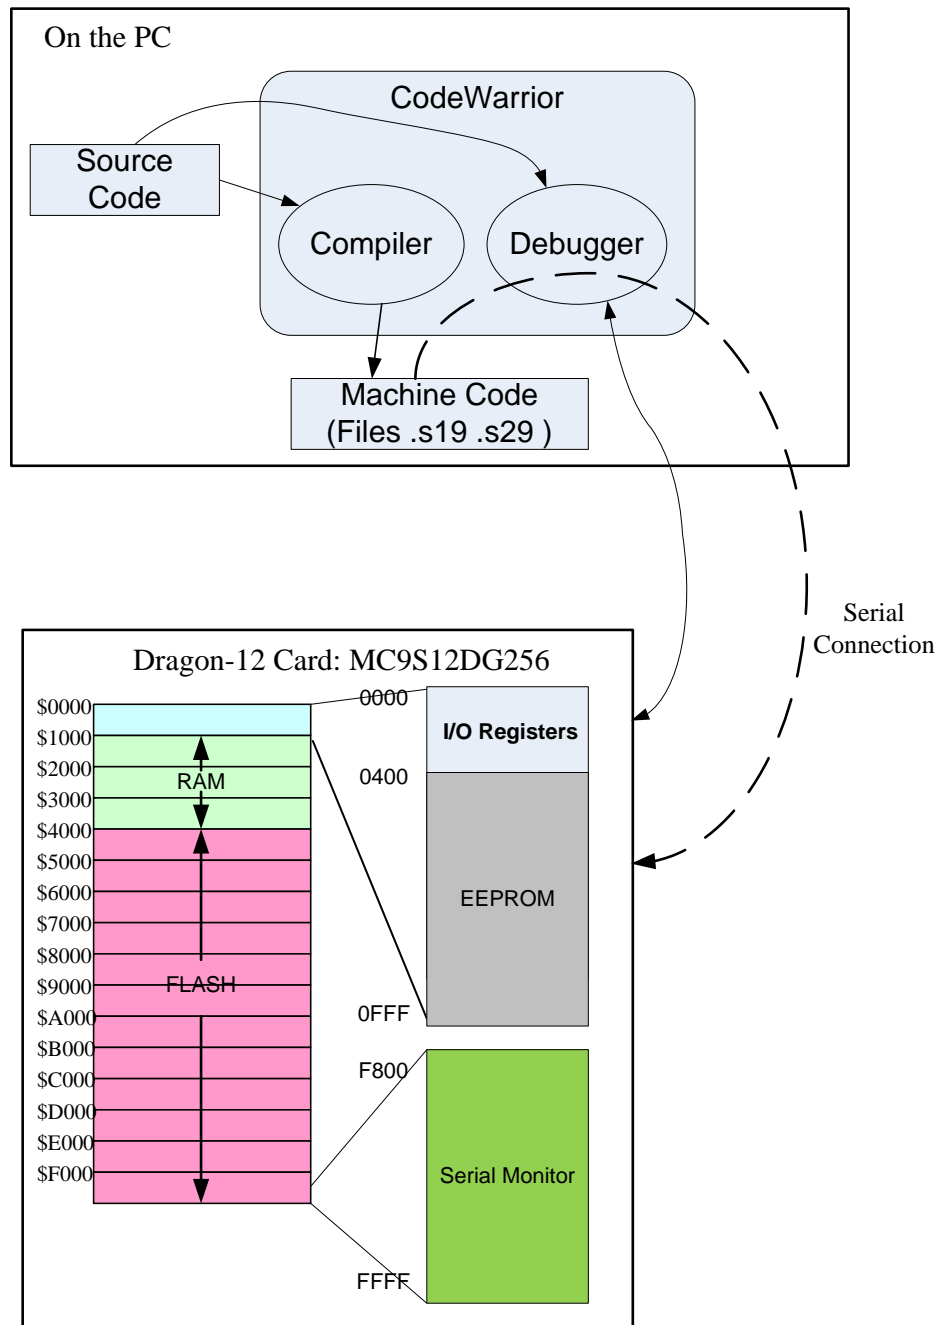 On the PC
CodeWarrior
Source
Code
Compiler
Debugger
Machine Code
(Files .s19 .s29 )
Serial
Connection
Dragon-12 Card: MC9S12DG256
$0000
$1000
$2000
$3000
$4000
$5000
$6000
$7000
$8000
$9000
$A000
$B000
$C000
$D000
$E000
$F000
RAM
FLASH
0000
I/O Registers
0400
EEPROM
0FFF
F800
Serial Monitor
FFFF